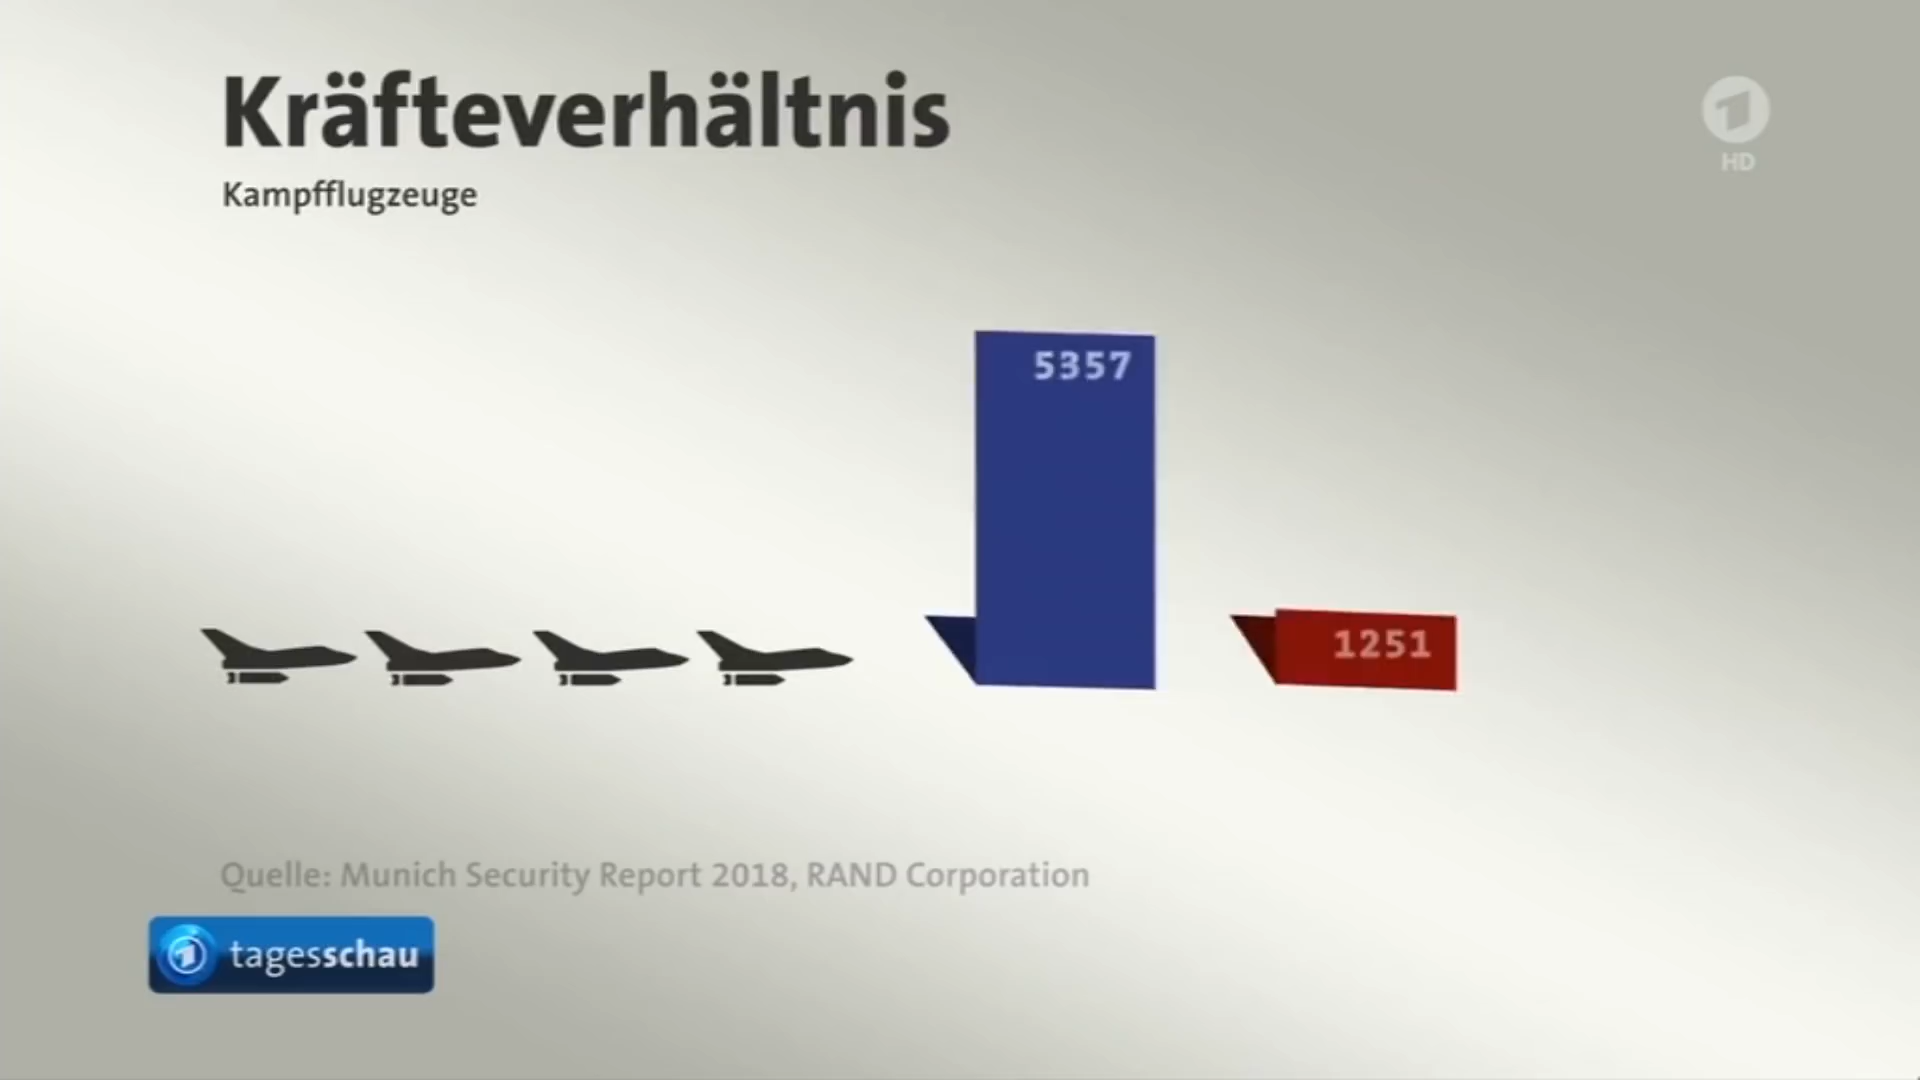 Kräfteverhältnis
Kampfflugzeuge
HD
5357
1251
Quelle: Munich Security Report 2018, RAND Corporation
tagesschau